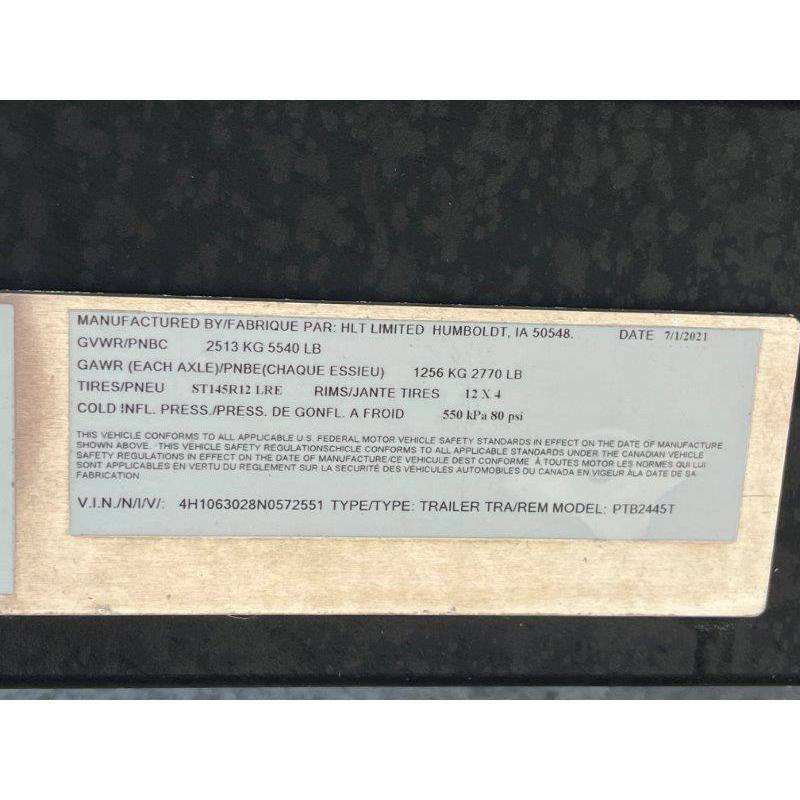 MANUFACTURED BY/FABRIQUE PAR: HLT LIMITED HUMBOLDT, IA 50548. DATE 7/1/2021
GVWR/PNBC 2513 KG 5540 LB
GAWR (EACH AXLE)/PNBE(CHAQUE ESSIEU) 1256 KG 2770 LB
TIRES/PNEU ST145R12 LRE RIMS/JANTE TIRES 12 X 4
COLD INFL. PRESS./PRESS. DE GONFL. A FROID 550 kPa 80 psi
THIS VEHICLE CONFORMS TO ALL APPLICABLE U.S. FEDERAL MOTOR VEHICLE SAFETY STANDARDS IN EFFECT ON THE DATE OF MANUFACTURE
SHOWN ABOVE. THIS VEHICLE SAFETY REGULATIONSCHICLE CONFORMS TO ALL APPLICABLE STANDARDS UNDER THE CANADIAN VEHICLE
SAFETY REGULATIONS IN EFFECT ON THE DATE OF MANUFACTURE/CE VEHICULE DEST CONFORME À TOUTES MOTOR LES NORMES QUI LUI
SONT APPLICABLES EN VERTU DU REGLEMENT SUR LA SECURITÉ DES VÉHICULES AUTOMOBILES DU CANADA EN VIGEUR ÀLA DATE DE SA
FABRICATION
V.I.N./N/I/V/: 4H1063028N0572551 TYPE/TYPE: TRAILER TRA/REM MODEL: PTB2445T